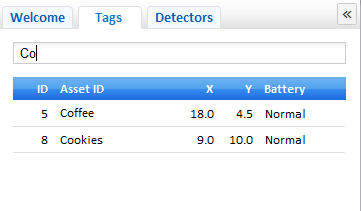 Welcome Tags Detectors «
Co
ID Asset ID X Y Battery
5 Coffee 18.0 4.5 Normal
8 Cookies 9.0 10.0 Normal